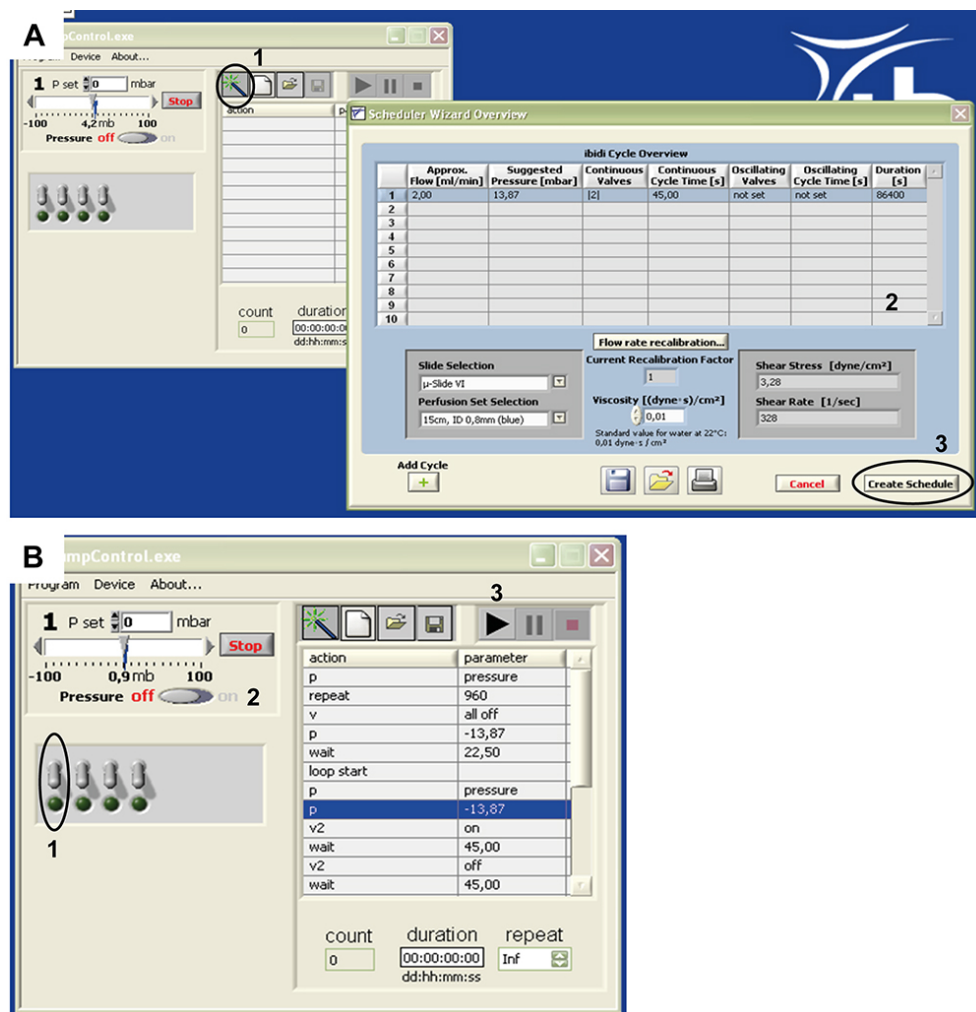 A
pControl.exe
Device About...
1 P set 0 mbar
Stop
-100 4,2mb 100
Pressure off on
1
action
count duration
0 00:00:00:0
dd:hh:mm:s
Scheduler Wizard Overview
ibidi Cycle Overview
Approx. Flow [ml/min] Suggested Pressure [mbar] Continuous Valves Continuous Cycle Time [s] Oscillating Valves Oscillating Cycle Time [s] Duration [s]
1 2,00 13,87 |2| 45,00 not set not set 86400
2
3
4
5
6
7
8
9
10
2
Flow rate recalibration...
Slide Selection
µ-Slide VI
Perfusion Set Selection
15cm, ID 0,8mm (blue)
Current Recalibration Factor
1
Viscosity [(dyne·s)/cm²]
0,01
Standard value for water at 22°C:
0,01 dyne·s / cm²
Shear Stress [dyne/cm²]
3,28
Shear Rate [1/sec]
328
3
Add Cycle
+
Cancel
Create Schedule
B
umpControl.exe
Program Device About...
1 P set 0 mbar
Stop
-100 0,9mb 100
Pressure off on 2
1
3
action parameter
p pressure
repeat 960
v all off
p -13,87
wait 22,50
loop start
p pressure
p -13,87
v2 on
wait 45,00
v2 off
wait 45,00
count duration repeat
0 00:00:00:00 Inf
dd:hh:mm:ss